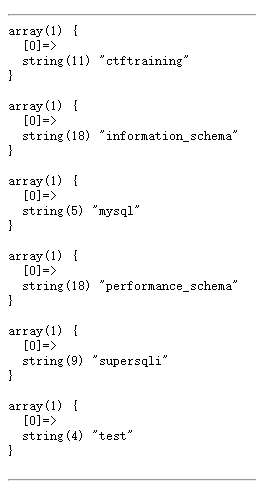 array(1) {
  [0]=>
  string(11) "ctftraining"
}
array(1) {
  [0]=>
  string(18) "information_schema"
}
array(1) {
  [0]=>
  string(5) "mysql"
}
array(1) {
  [0]=>
  string(18) "performance_schema"
}
array(1) {
  [0]=>
  string(9) "supersqli"
}
array(1) {
  [0]=>
  string(4) "test"
}